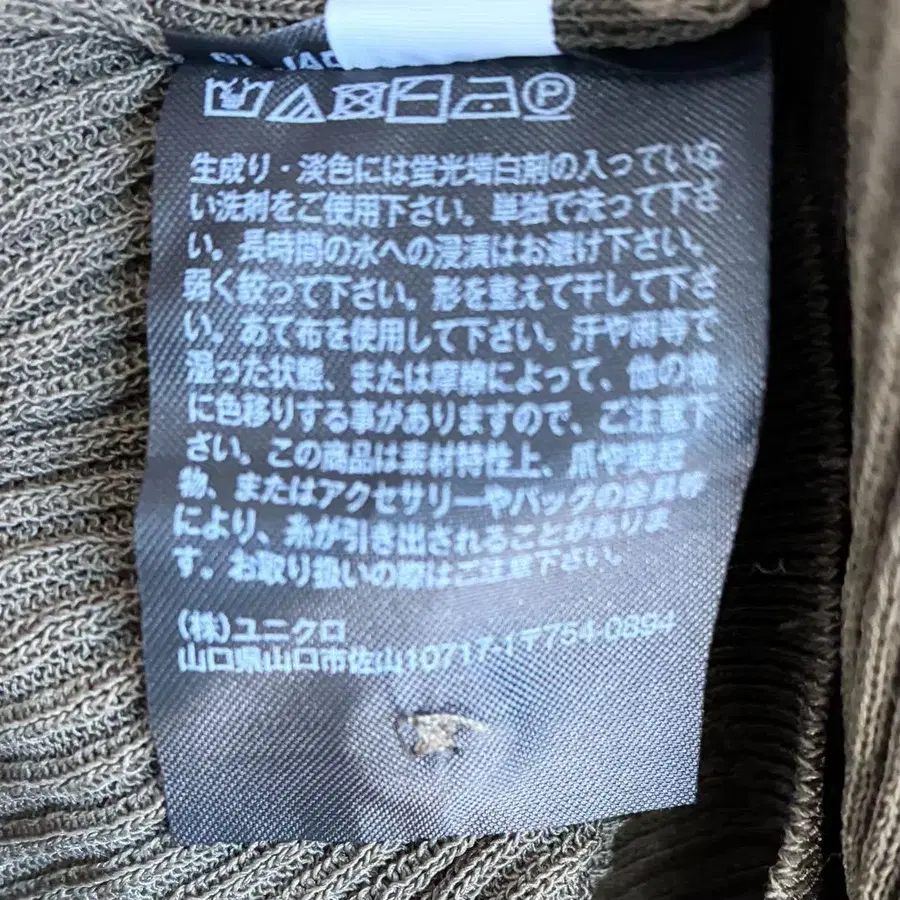 生成り・淡色には蛍光増白剤の入っていな
い洗剤をご使用下さい。単独で洗って下さ
い。長時間の水への浸漬はお避け下さい。
弱く絞って下さい。形を整えて干して下さ
い。あて布を使用して下さい。汗や雨等で
湿った状態、または摩擦によって、他の物
に色移りする事がありますので、ご注意下
さい。この商品は素材特性上、爪や突起
物、またはアクセサリーやバッグの金具等
により、糸が引き出されることがありま
す。お取り扱いの際はご注意下さい。
(株)ユニクロ
山口県山口市佐山10717-1〒754-0894